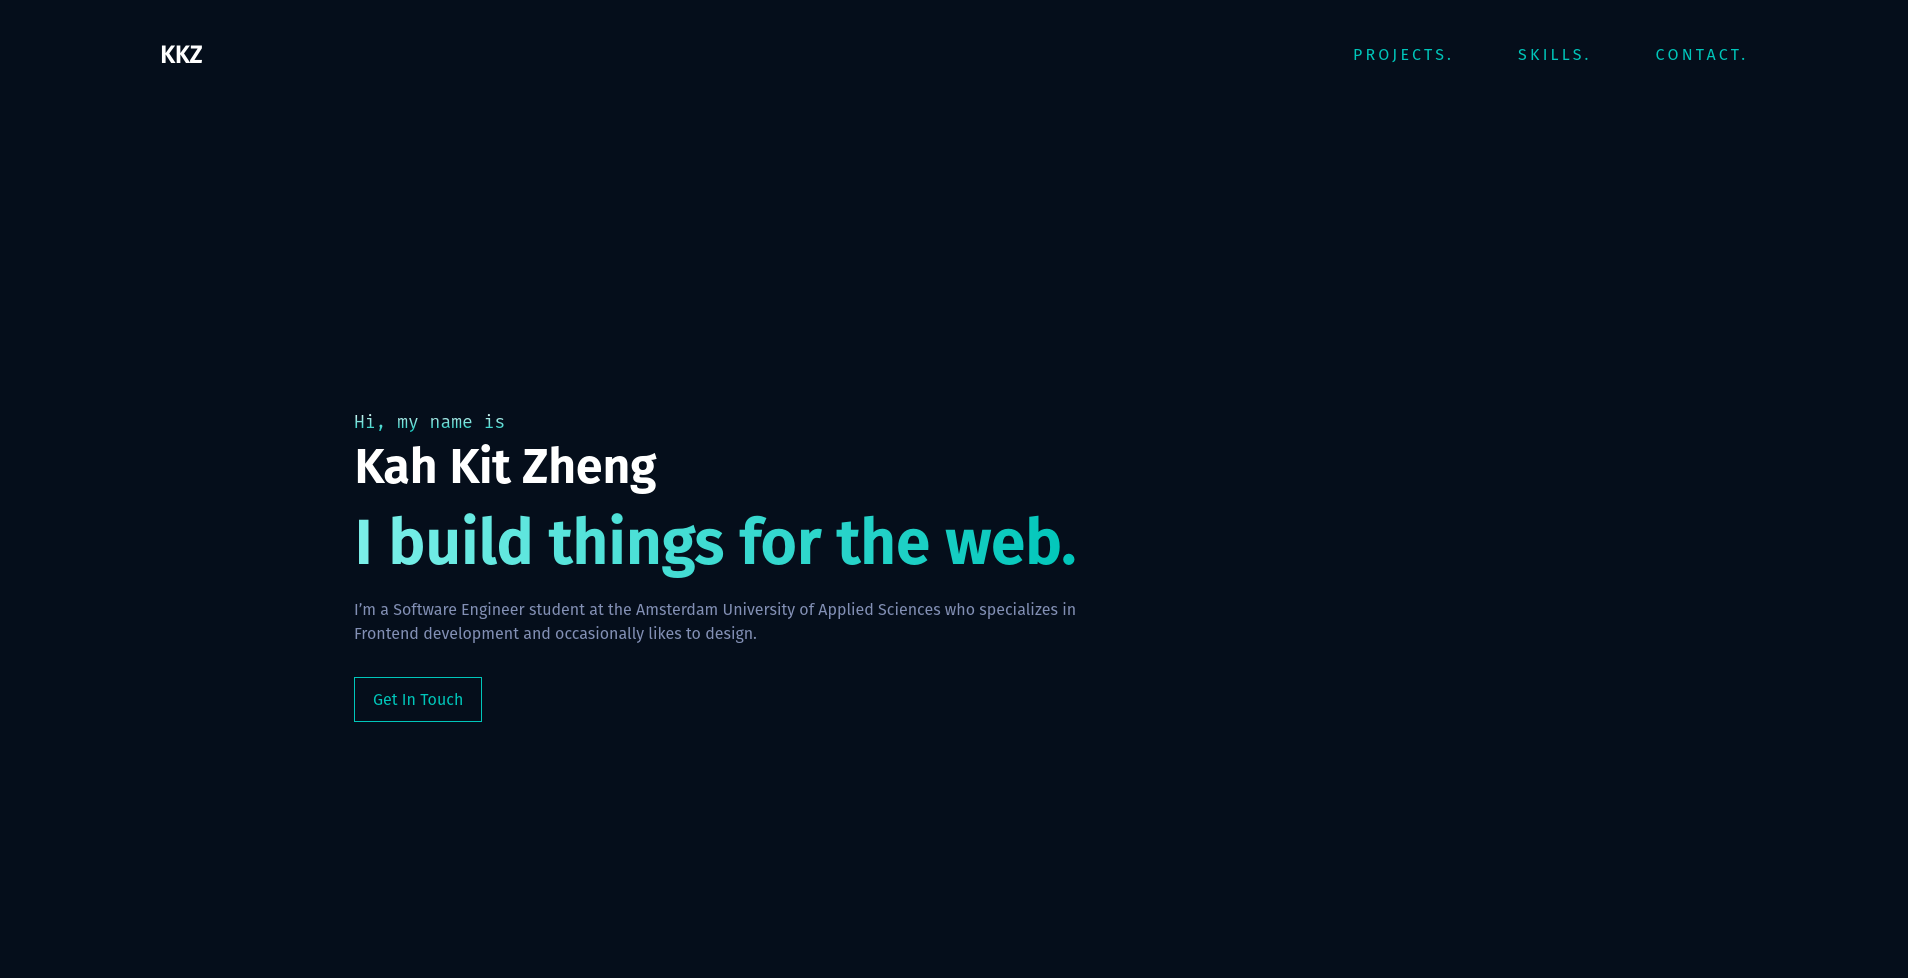 KKZ
PROJECTS.
SKILLS.
CONTACT.
Hi, my name is
Kah Kit Zheng
I build things for the web.
I’m a Software Engineer student at the Amsterdam University of Applied Sciences who specializes in
Frontend development and occasionally likes to design.
Get In Touch